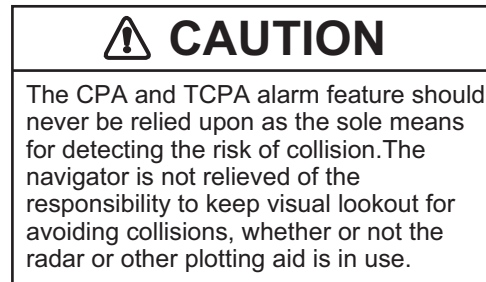 CAUTION
The CPA and TCPA alarm feature should
never be relied upon as the sole means
for detecting the risk of collision.The
navigator is not relieved of the
responsibility to keep visual lookout for
avoiding collisions, whether or not the
radar or other plotting aid is in use.